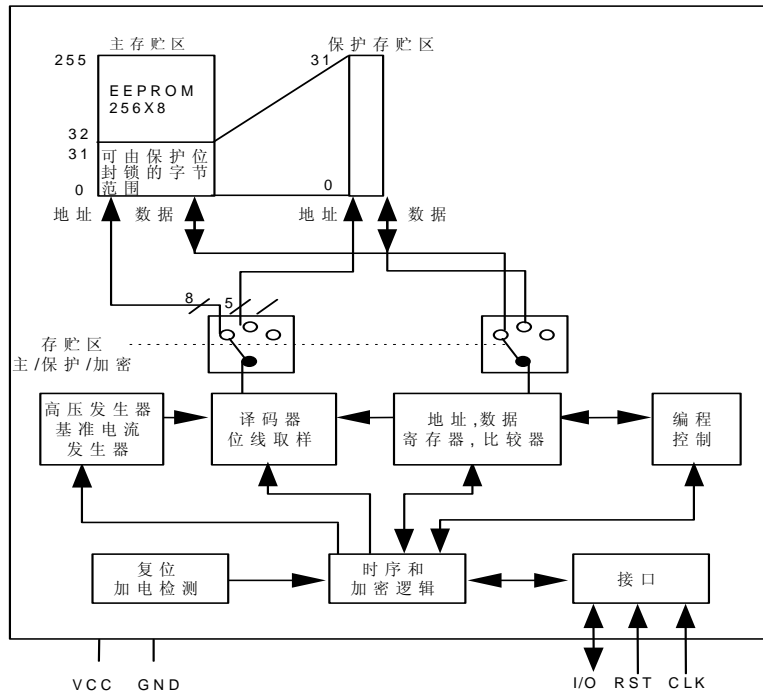 主存贮区
保护存贮区
255
31
EEPROM
256X8
32
31
可由保护位
封锁的字节
范围
0
0
地址
数据
地址
数据
8
5
存贮区
主/保护/加密
高压发生器
基准电流
发生器
译码器
位线取样
地址,数据
寄存器,比较器
编程
控制
复位
加电检测
时序和
加密逻辑
接口
VCC
GND
I/O
RST
CLK